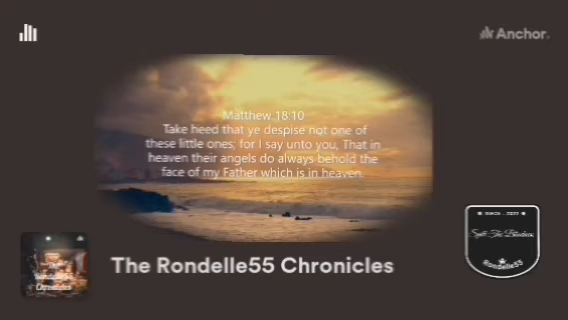 Anchor.
Matthew 18:10
Take heed that ye despise not one of
these little ones; for I say unto you, That in
heaven their angels do always behold the
face of my Father which is in heaven.
The Rondelle55 Chronicles
Rondelle55